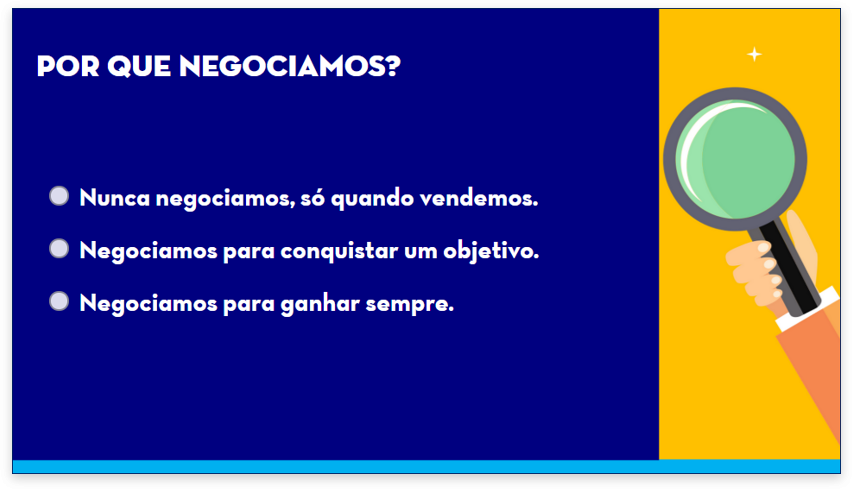 POR QUE NEGOCIAMOS?
Nunca negociamos, só quando vendemos.
Negociamos para conquistar um objetivo.
Negociamos para ganhar sempre.